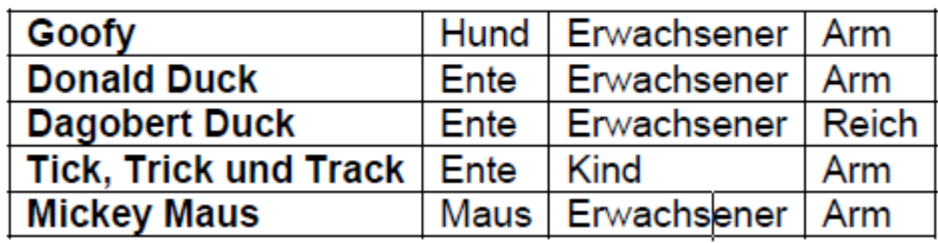 Goofy Hund Erwachsener Arm
Donald Duck Ente Erwachsener Arm
Dagobert Duck Ente Erwachsener Reich
Tick, Trick und Track Ente Kind Arm
Mickey Maus Maus Erwachsener Arm